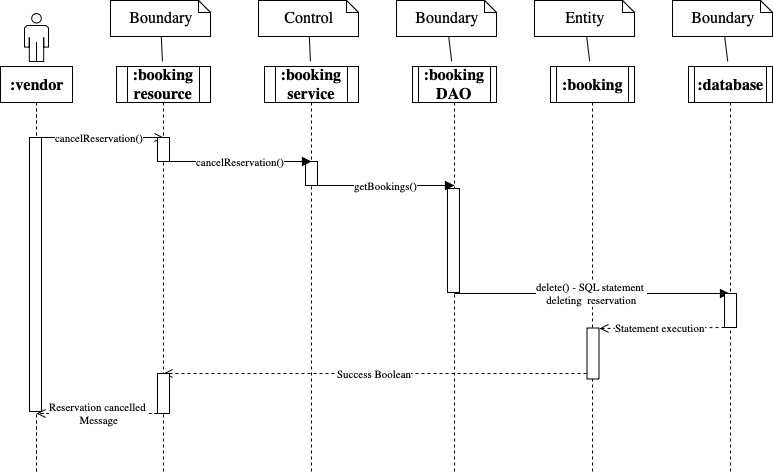 Boundary
Control
Boundary
Entity
Boundary
:vendor
:booking
resource
:booking
service
:booking
DAO
:booking
:database
cancelReservation()
cancelReservation()
getBookings()
delete() - SQL statement
deleting reservation
Statement execution
Success Boolean
Reservation cancelled
Message